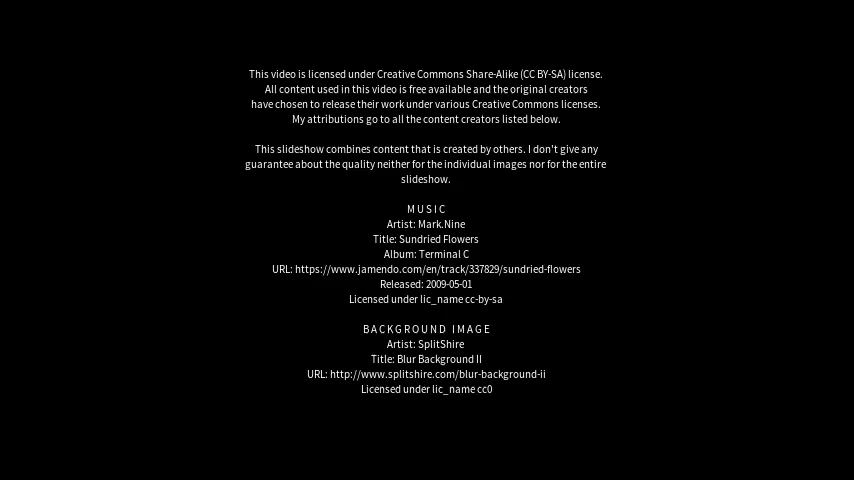 This video is licensed under Creative Commons Share-Alike (CC BY-SA) license.
All content used in this video is free available and the original creators
have chosen to release their work under various Creative Commons licenses.
My attributions go to all the content creators listed below.
This slideshow combines content that is created by others. I don't give any
guarantee about the quality neither for the individual images nor for the entire
slideshow.
MUSIC
Artist: Mark.Nine
Title: Sundried Flowers
Album: Terminal C
URL: https://www.jamendo.com/en/track/337829/sundried-flowers
Released: 2009-05-01
Licensed under lic_name cc-by-sa
BACKGROUND IMAGE
Artist: SplitShire
Title: Blur Background II
URL: http://www.splitshire.com/blur-background-ii
Licensed under lic_name cc0